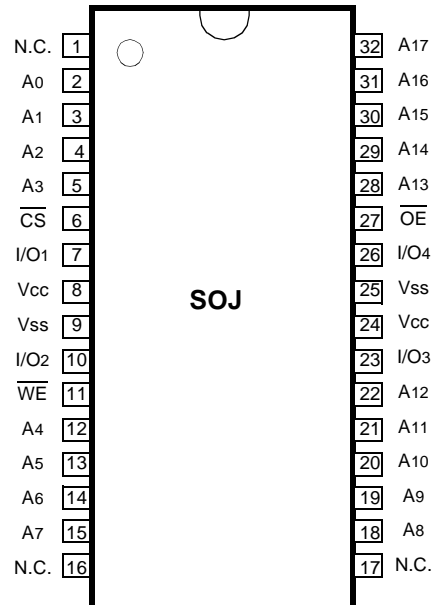 N.C. 1 32 A17
A0 2 31 A16
A1 3 30 A15
A2 4 29 A14
A3 5 28 A13
C̅S̅ 6 27 O̅E̅
I/O1 7 26 I/O4
Vcc 8 25 Vss
SOJ
Vss 9 24 Vcc
I/O2 10 23 I/O3
W̅E̅ 11 22 A12
A4 12 21 A11
A5 13 20 A10
A6 14 19 A9
A7 15 18 A8
N.C. 16 17 N.C.